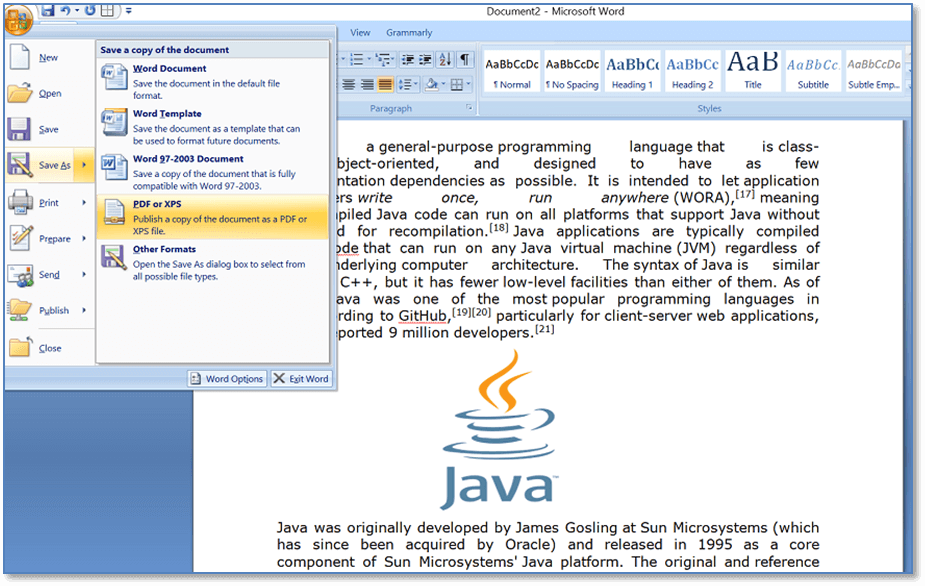 Document2 - Microsoft Word
View Grammarly
AaBbCcDc AaBbCcDc AaBbCc AaBbCc AaB AaBbCc. AaBbCcDa
¶ Normal ¶ No Spacing Heading 1 Heading 2 Title Subtitle Subtle Emp...
Paragraph Styles
New
Open
Save
Save As
Print
Prepare
Send
Publish
Close
Save a copy of the document
Word Document
Save the document in the default file
format.
Word Template
Save the document as a template that can
be used to format future documents.
Word 97-2003 Document
Save a copy of the document that is fully
compatible with Word 97-2003.
PDF or XPS
Publish a copy of the document as a PDF or
XPS file.
Other Formats
Open the Save As dialog box to select from
all possible file types.
Word Options Exit Word
a general-purpose programming language that is class-
bject-oriented, and designed to have as few
ntation dependencies as possible. It is intended to let application
ers write once, run anywhere (WORA),[17] meaning
piled Java code can run on all platforms that support Java without
d for recompilation.[18] Java applications are typically compiled
ode that can run on any Java virtual machine (JVM) regardless of
nderlying computer architecture. The syntax of Java is similar
C++, but it has fewer low-level facilities than either of them. As of
ava was one of the most popular programming languages in
rding to GitHub,[19][20] particularly for client-server web applications,
ported 9 million developers.[21]
Java
Java was originally developed by James Gosling at Sun Microsystems (which
has since been acquired by Oracle) and released in 1995 as a core
component of Sun Microsystems' Java platform. The original and reference